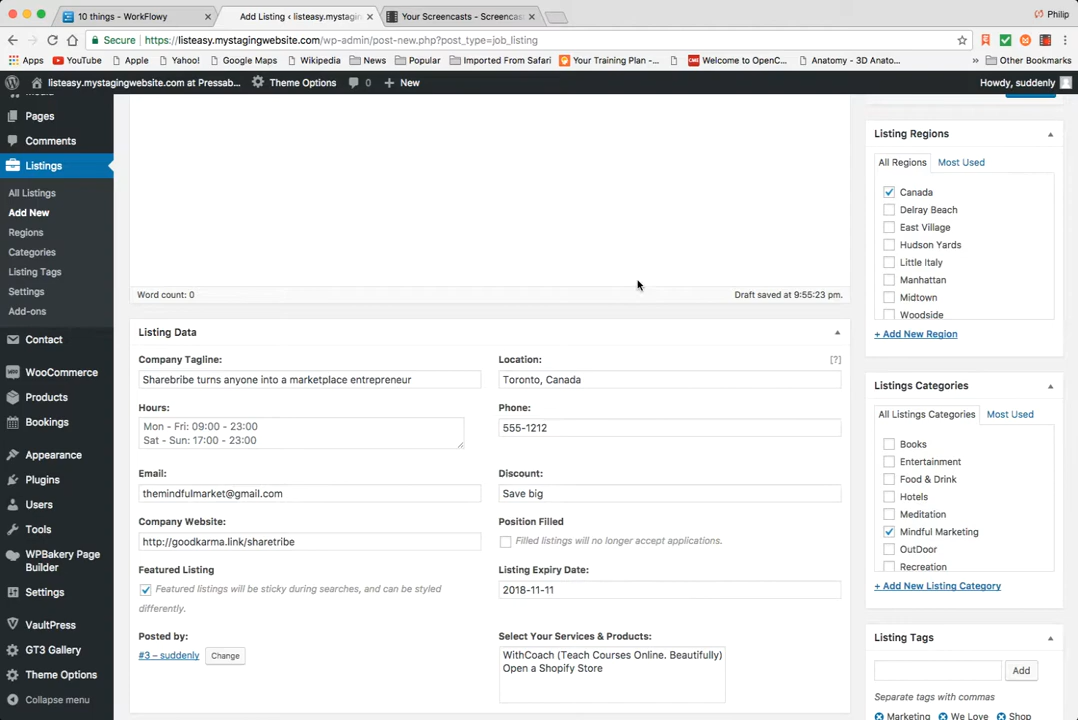 10 things - WorkFlowy
Add Listing ‹ listeasy.mystaging
Your Screencasts - Screencas
Philip
Secure
https://listeasy.mystagingwebsite.com/wp-admin/post-new.php?post_type=job_listing
Apps
YouTube
Apple
Yahoo!
Google Maps
Wikipedia
News
Popular
Imported From Safari
Your Training Plan -...
CME
Welcome to OpenC...
Anatomy - 3D Anato...
»
Other Bookmarks
listeasy.mystagingwebsite.com at Pressab...
Theme Options
0
New
Howdy, suddenly
Pages
Comments
Listings
All Listings
Add New
Regions
Categories
Listing Tags
Settings
Add-ons
Contact
WooCommerce
Products
Bookings
Appearance
Plugins
Users
Tools
WPBakery Page
Builder
Settings
VaultPress
GT3 Gallery
Theme Options
Collapse menu
Word count: 0
Draft saved at 9:55:23 pm.
Listing Data
Company Tagline:
Sharebribe turns anyone into a marketplace entrepreneur
Location:
[?]
Toronto, Canada
Hours:
Mon - Fri: 09:00 - 23:00
Sat - Sun: 17:00 - 23:00
Phone:
555-1212
Email:
themindfulmarket@gmail.com
Discount:
Save big
Company Website:
http://goodkarma.link/sharetribe
Position Filled
Filled listings will no longer accept applications.
Featured Listing
Featured listings will be sticky during searches, and can be styled
differently.
Listing Expiry Date:
2018-11-11
Posted by:
#3 – suddenly
Change
Select Your Services & Products:
WithCoach (Teach Courses Online. Beautifully)
Open a Shopify Store
Listing Regions
All Regions
Most Used
Canada
Delray Beach
East Village
Hudson Yards
Little Italy
Manhattan
Midtown
Woodside
+ Add New Region
Listings Categories
All Listings Categories
Most Used
Books
Entertainment
Food & Drink
Hotels
Meditation
Mindful Marketing
OutDoor
Recreation
+ Add New Listing Category
Listing Tags
Add
Separate tags with commas
Marketing
We Love
Shop